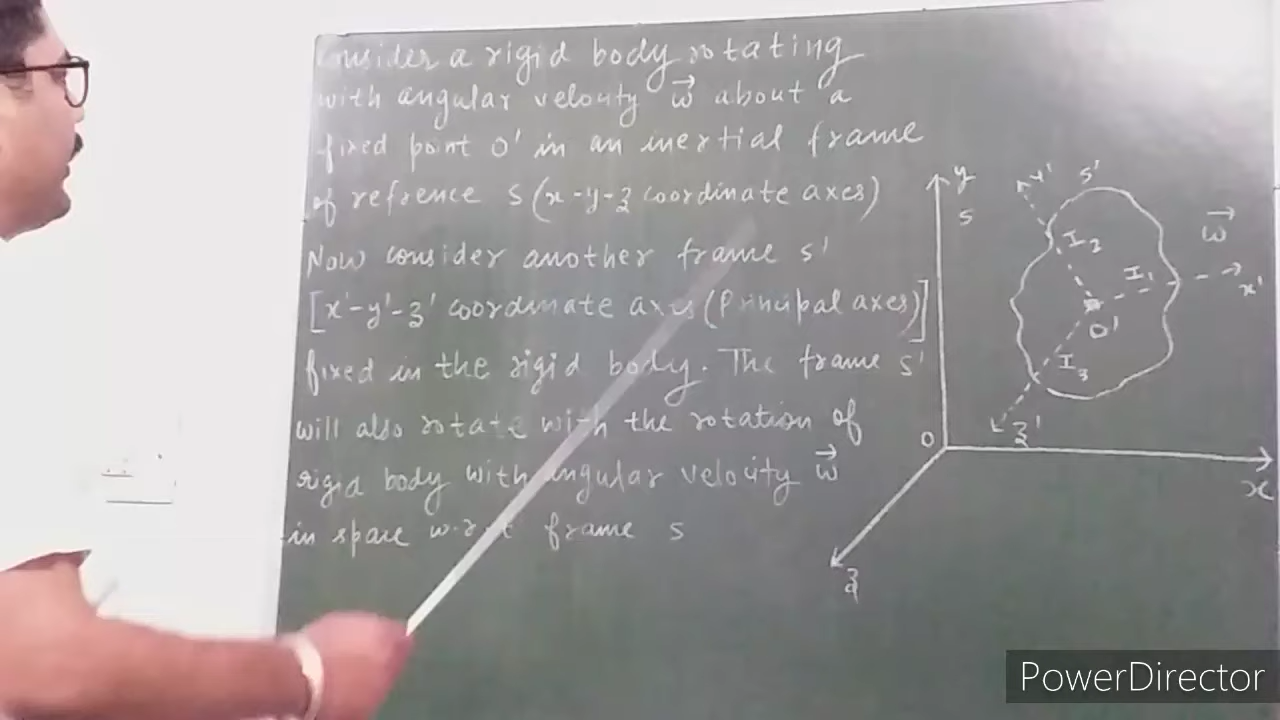 consider a rigid body rotating
with angular velocity ω⃗ about a
fixed point O' in an inertial frame
of refrence S (x-y-z coordinate axes)
Now consider another frame s'
[x'-y'-z' coordinate axis (Principal axes)]
fixed in the rigid body. The frame s'
will also rotate with the rotation of
rigid body with angular velocity ω⃗
in space w.r.t frame s
y
S
y'
s'
ω⃗
I₂
I₁
x'
O'
I₃
z'
O
x
z
PowerDirector